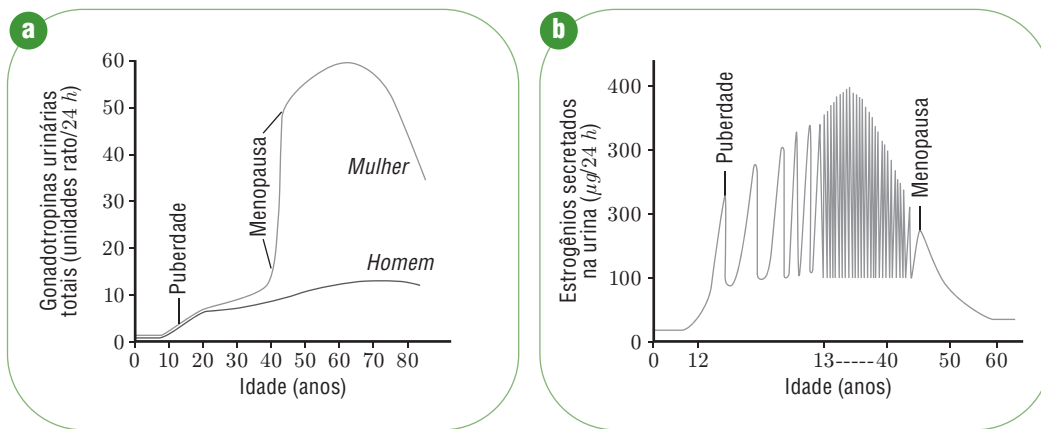 a
Gonadotropinas urinárias
totais (unidades rato/24 h)
60
50
40
30
20
10
0
Puberdade
Menopausa
Mulher
Homem
0 10 20 30 40 50 60 70 80
Idade (anos)
b
Estrogênios secretados
na urina (μg/24 h)
400
300
300
100
0
Puberdade
Menopausa
0 12 13-----40 50 60
Idade (anos)